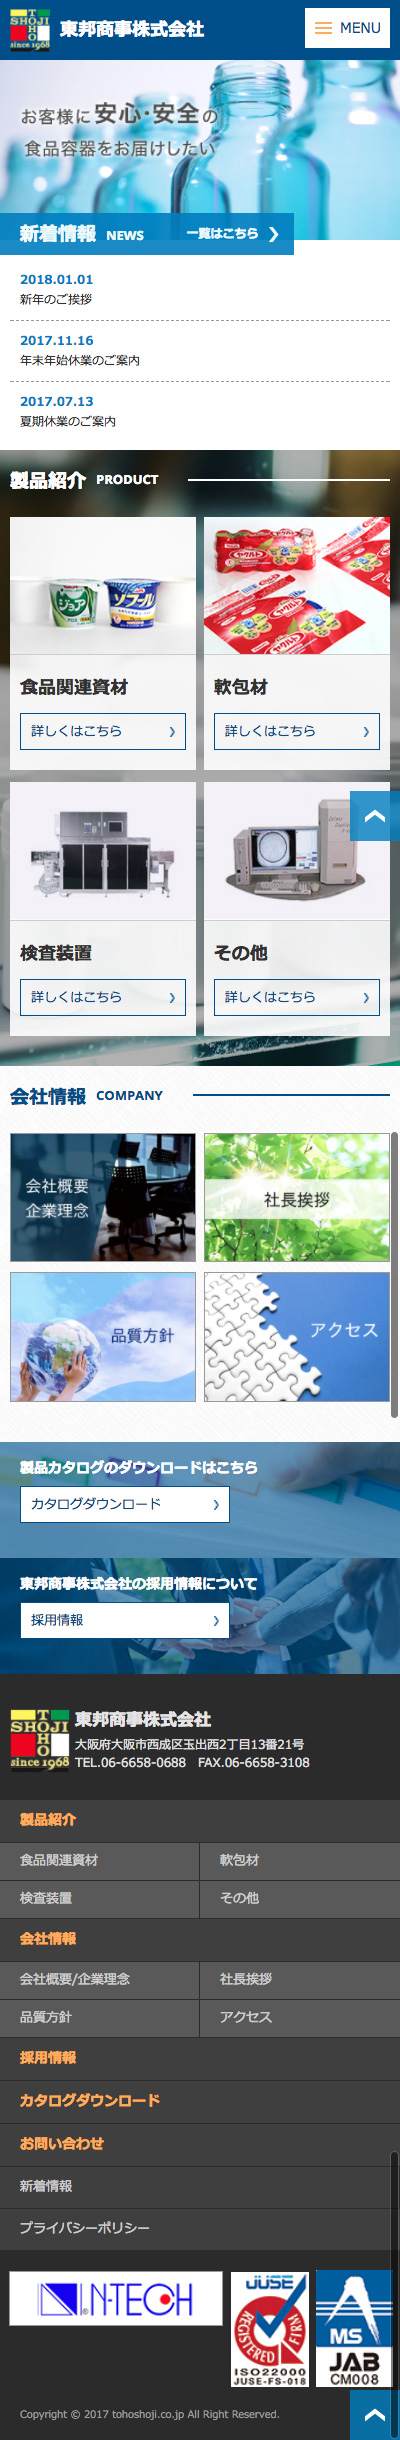 TOHO SHOJI
since 1968
東邦商事株式会社
MENU
お客様に安心・安全の
食品容器をお届けしたい
新着情報 NEWS 一覧はこちら
2018.01.01
新年のご挨拶
2017.11.16
年末年始休業のご案内
2017.07.13
夏期休業のご案内
製品紹介 PRODUCT
ジョア ソフール
ヤクルト
食品関連資材 軟包材
詳しくはこちら 詳しくはこちら
検査装置 その他
詳しくはこちら 詳しくはこちら
会社情報 COMPANY
会社概要
企業理念
社長挨拶
品質方針
アクセス
製品カタログのダウンロードはこちら
カタログダウンロード
東邦商事株式会社の採用情報について
採用情報
TOHO SHOJI
since 1968
東邦商事株式会社
大阪府大阪市西成区玉出西2丁目13番21号
TEL.06-6658-0688 FAX.06-6658-3108
製品紹介
食品関連資材 軟包材
検査装置 その他
会社情報
会社概要/企業理念 社長挨拶
品質方針 アクセス
採用情報
カタログダウンロード
お問い合わせ
新着情報
プライバシーポリシー
N-TECH
®
JUSE
REGISTERED FIRM
ISO22000
JUSE-FS-018
MS
JAB
CM008
Copyright © 2017 tohoshoji.co.jp All Right Reserved.